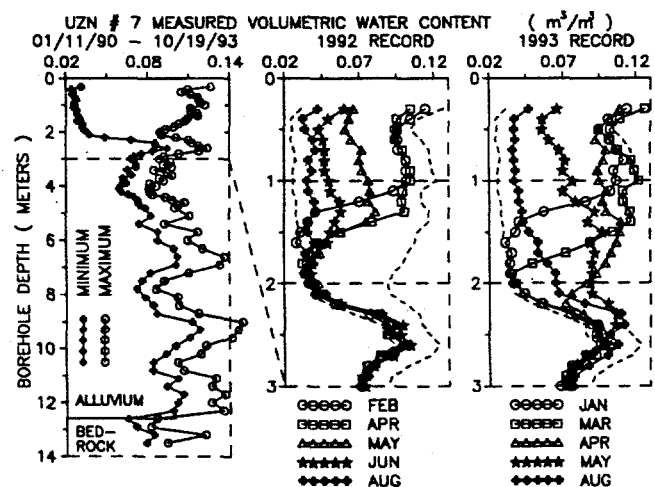 UZN # 7 MEASURED VOLUMETRIC WATER CONTENT ( m³/m³ )
01/11/90 – 10/19/93 1992 RECORD 1993 RECORD
0.02 0.08 0.14 0.02 0.07 0.12 0.02 0.07 0.12
0
2
4
6
8
10
12
14
BOREHOLE DEPTH ( METERS )
MINIMUM
MAXIMUM
ALLUVIUM
BED-
ROCK
0
1
2
3
FEB
APR
MAY
JUN
AUG
0
1
2
3
JAN
MAR
APR
MAY
AUG